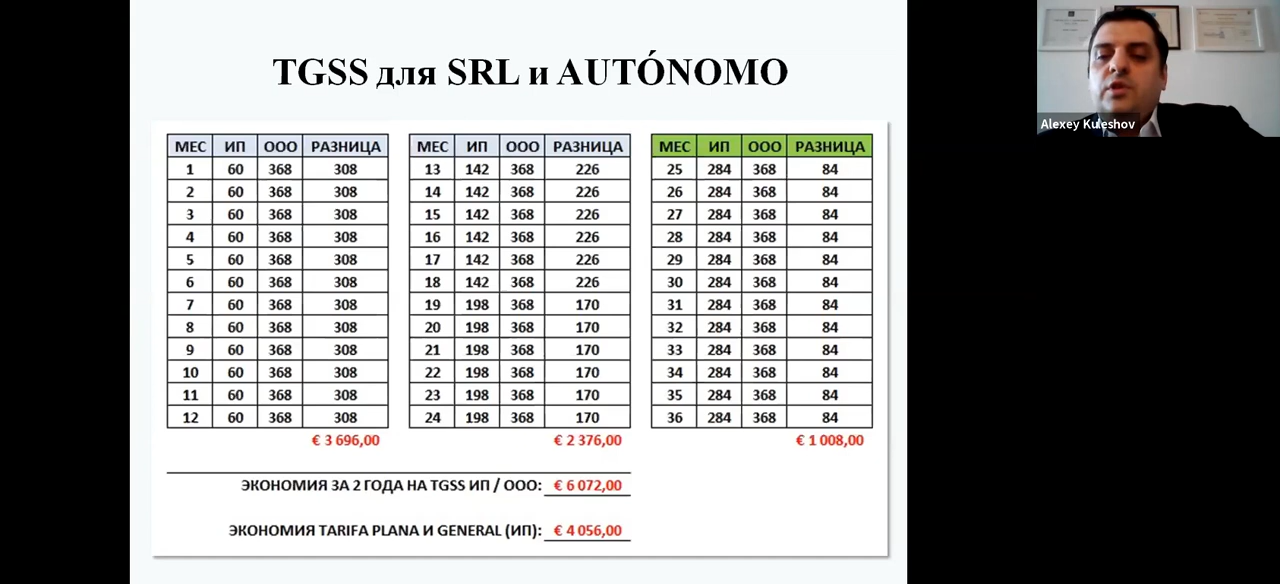 TGSS для SRL и AUTÓNOMO
Alexey Kuleshov
МЕС ИП ООО РАЗНИЦА
1 60 368 308
2 60 368 308
3 60 368 308
4 60 368 308
5 60 368 308
6 60 368 308
7 60 368 308
8 60 368 308
9 60 368 308
10 60 368 308
11 60 368 308
12 60 368 308
€ 3 696,00
МЕС ИП ООО РАЗНИЦА
13 142 368 226
14 142 368 226
15 142 368 226
16 142 368 226
17 142 368 226
18 142 368 226
19 198 368 170
20 198 368 170
21 198 368 170
22 198 368 170
23 198 368 170
24 198 368 170
€ 2 376,00
МЕС ИП ООО РАЗНИЦА
25 284 368 84
26 284 368 84
27 284 368 84
28 284 368 84
29 284 368 84
30 284 368 84
31 284 368 84
32 284 368 84
33 284 368 84
34 284 368 84
35 284 368 84
36 284 368 84
€ 1 008,00
ЭКОНОМИЯ ЗА 2 ГОДА НА TGSS ИП / ООО: € 6 072,00
ЭКОНОМИЯ TARIFA PLANA И GENERAL (ИП): € 4 056,00